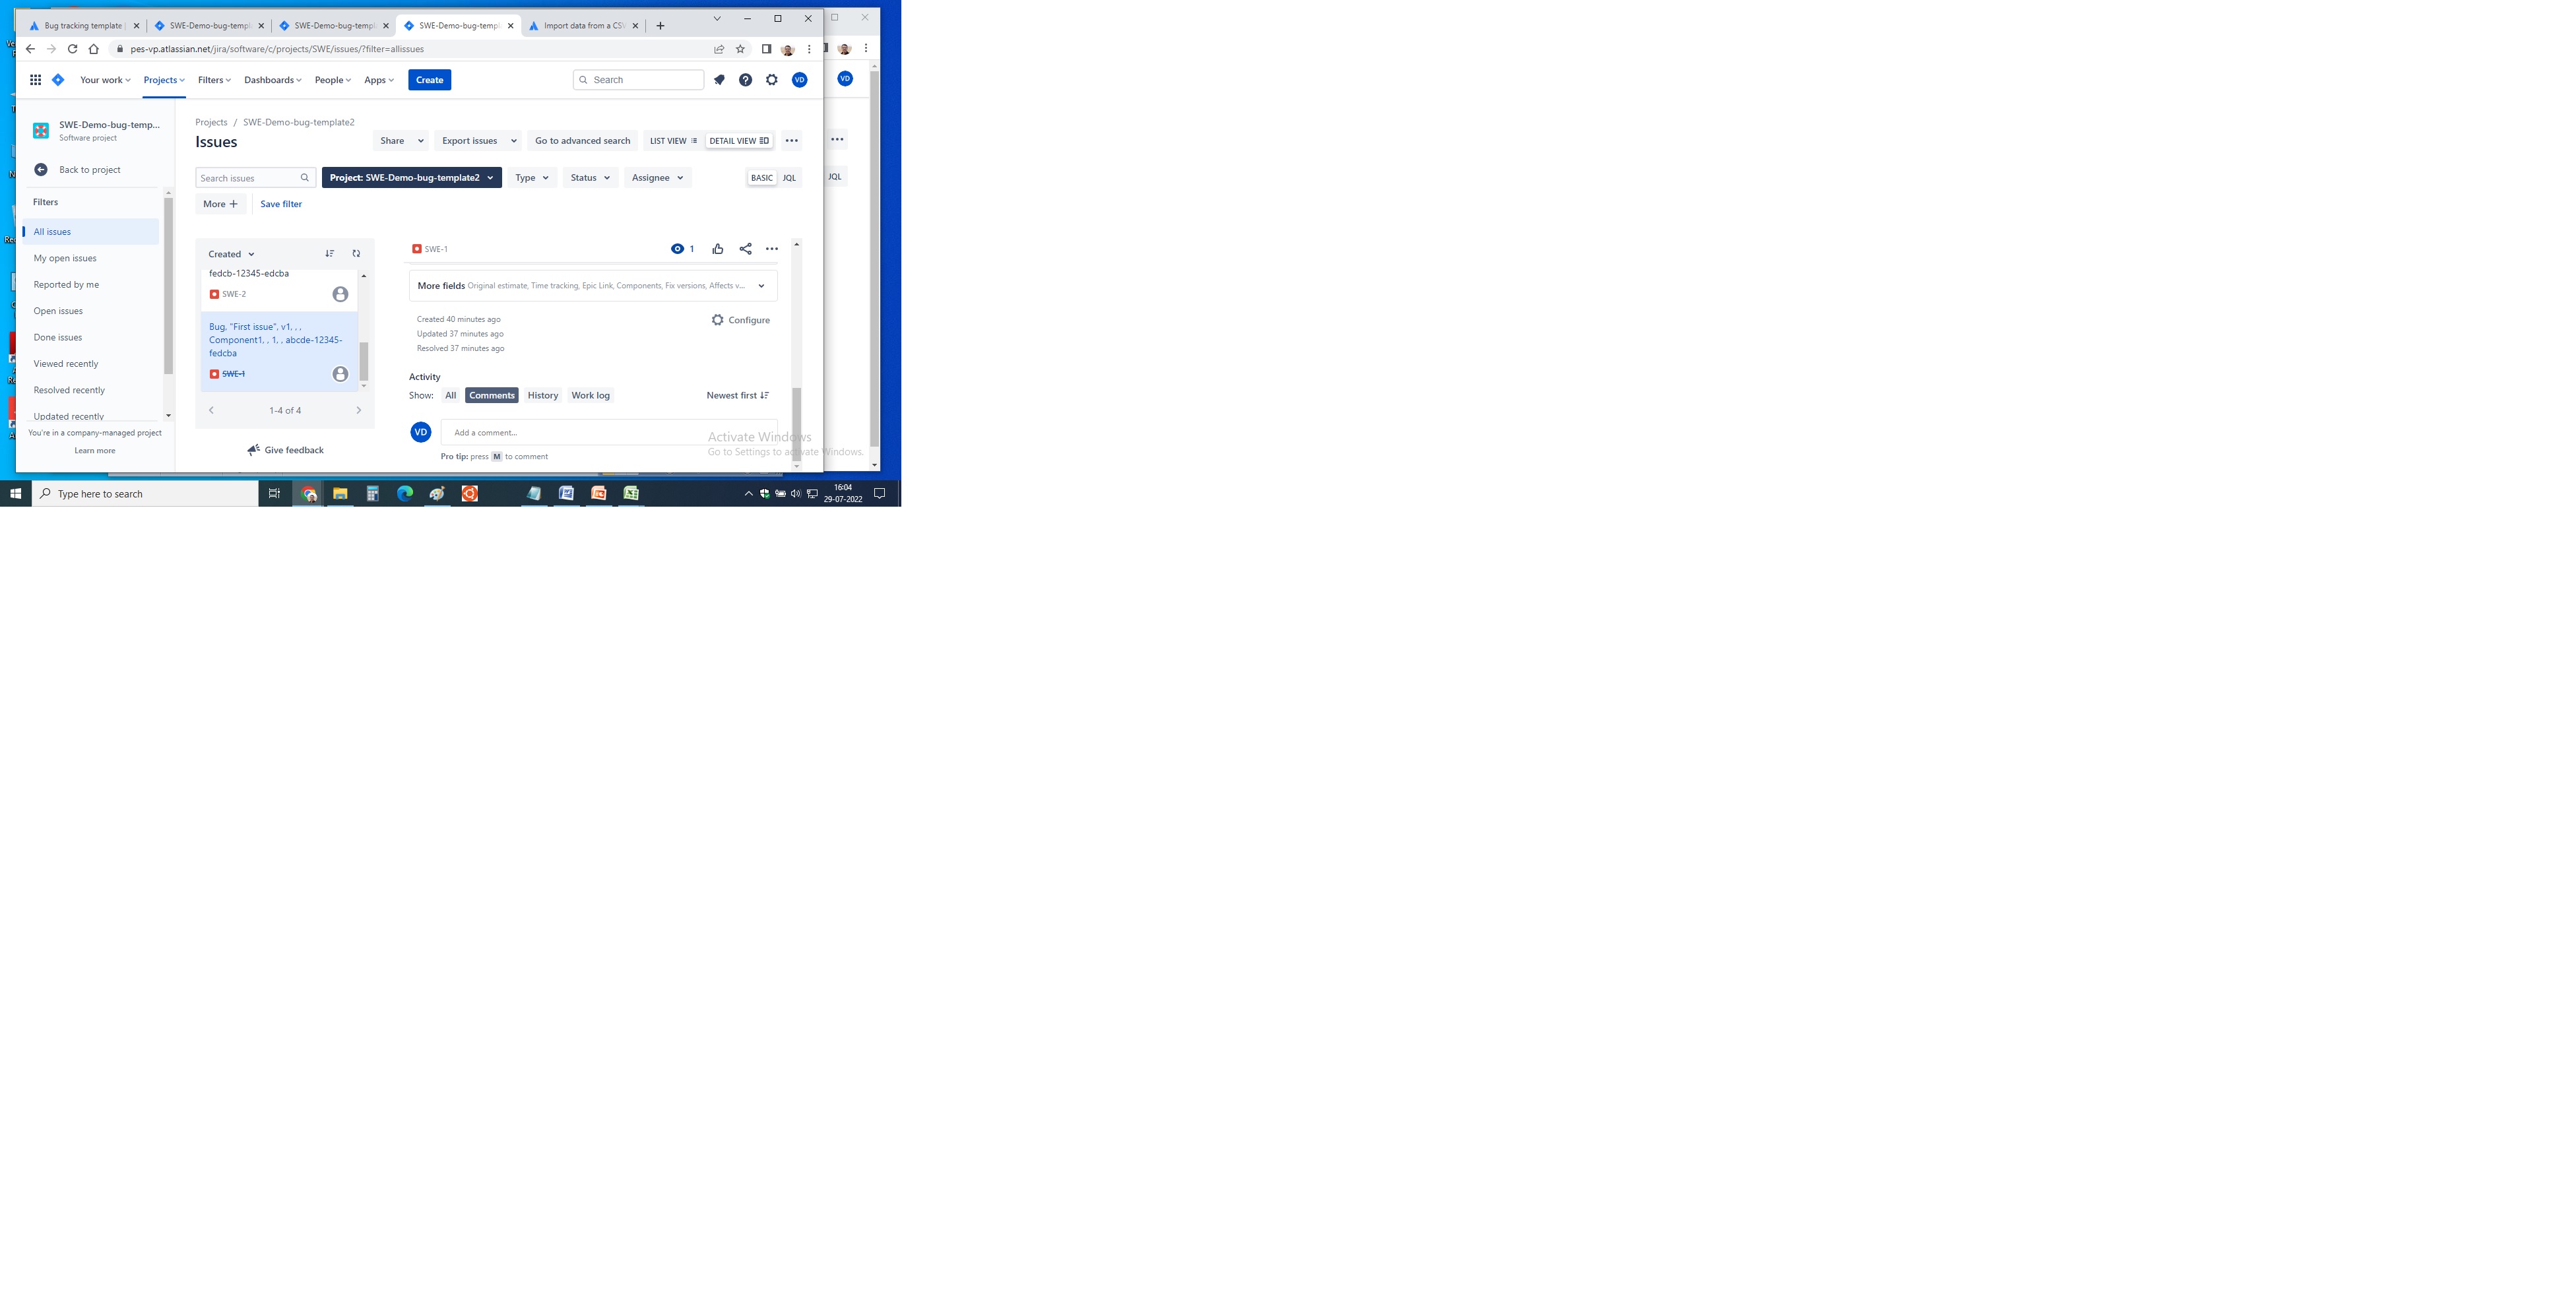 Bug tracking template
SWE-Demo-bug-templ
SWE-Demo-bug-templ
SWE-Demo-bug-templ
Import data from a CSV
pes-vp.atlassian.net/jira/software/c/projects/SWE/issues/?filter=allissues
Your work
Projects
Filters
Dashboards
People
Apps
Create
Search
VD
VD
SWE-Demo-bug-temp...
Software project
Back to project
Filters
All issues
My open issues
Reported by me
Open issues
Done issues
Viewed recently
Resolved recently
Updated recently
You're in a company-managed project
Learn more
Projects / SWE-Demo-bug-template2
Issues
Share
Export issues
Go to advanced search
LIST VIEW
DETAIL VIEW
Search issues
Project: SWE-Demo-bug-template2
Type
Status
Assignee
BASIC
JQL
JQL
More +
Save filter
Created
fedcb-12345-edcba
SWE-2
Bug, "First issue", v1, , ,
Component1, , 1, , abcde-12345-
fedcba
SWE-1
1-4 of 4
Give feedback
SWE-1
1
More fields Original estimate, Time tracking, Epic Link, Components, Fix versions, Affects v...
Created 40 minutes ago
Configure
Updated 37 minutes ago
Resolved 37 minutes ago
Activity
Show: All Comments History Work log
Newest first
VD
Add a comment...
Pro tip: press M to comment
Activate Windows
Go to Settings to activate Windows.
Type here to search
16:04
29-07-2022